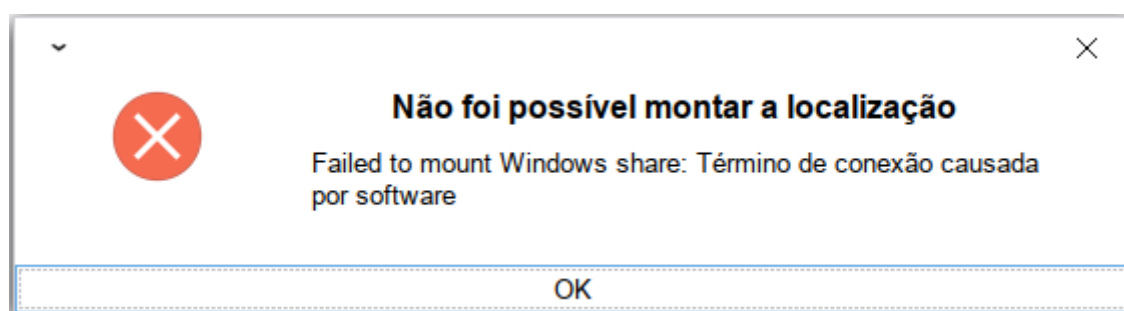 Não foi possível montar a localização
Failed to mount Windows share: Término de conexão causada
por software
OK